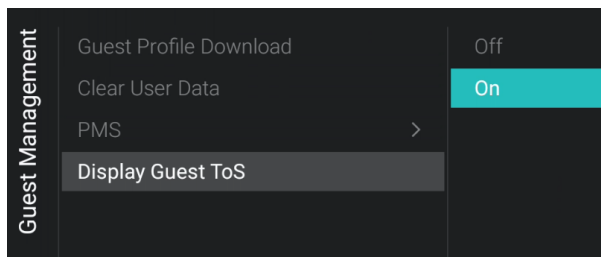 Guest Management
Guest Profile Download
Clear User Data
PMS
Display Guest ToS
Off
On